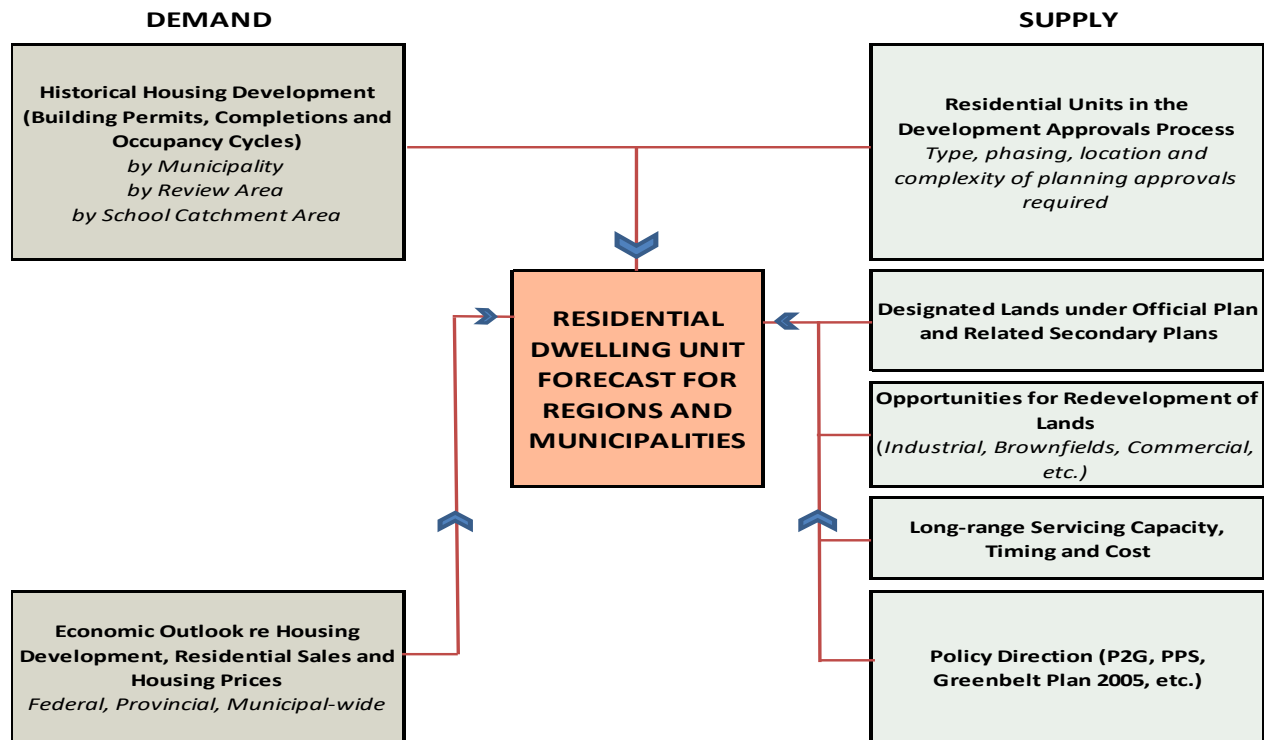 DEMAND
Historical Housing Development
(Building Permits, Completions and
Occupancy Cycles)
by Municipality
by Review Area
by School Catchment Area
Economic Outlook re Housing
Development, Residential Sales and
Housing Prices
Federal, Provincial, Municipal-wide
RESIDENTIAL
DWELLING UNIT
FORECAST FOR
REGIONS AND
MUNICIPALITIES
SUPPLY
Residential Units in the
Development Approvals Process
Type, phasing, location and
complexity of planning approvals
required
Designated Lands under Official Plan
and Related Secondary Plans
Opportunities for Redevelopment of
Lands
(Industrial, Brownfields, Commercial,
etc.)
Long-range Servicing Capacity,
Timing and Cost
Policy Direction (P2G, PPS,
Greenbelt Plan 2005, etc.)